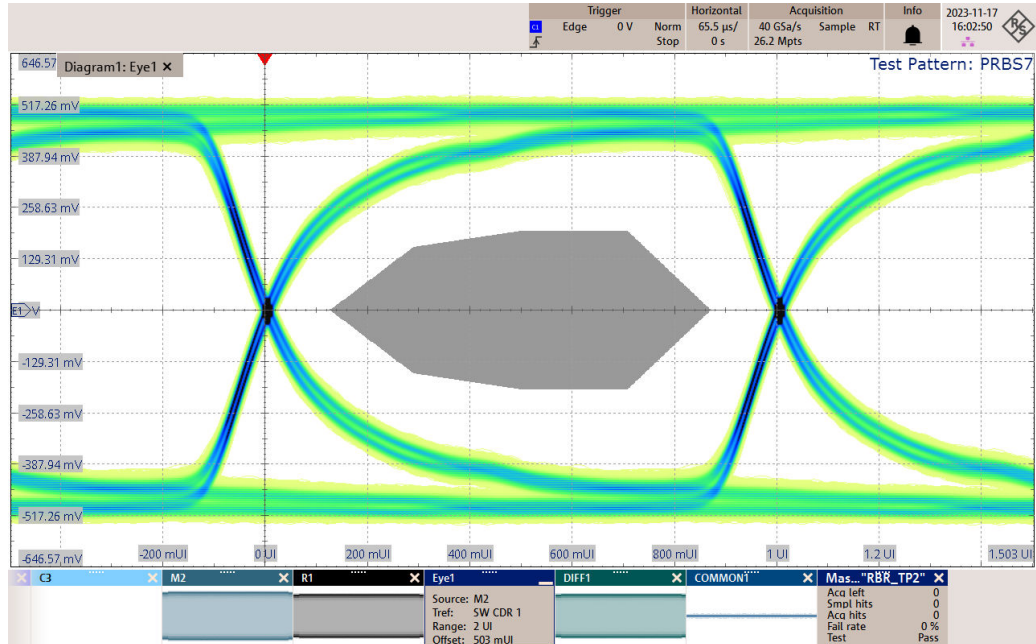 Trigger
Horizontal
Acquisition
Info
2023-11-17
C1 Edge 0 V Norm
65.5 µs/
40 GSa/s Sample RT
16:02:50
Stop
0 s
26.2 Mpts
R/S
646.57
Diagram1: Eye1 ×
Test Pattern: PRBS7
517.26 mV
387.94 mV
258.63 mV
129.31 mV
E1 V
-129.31 mV
-258.63 mV
-387.94 mV
-517.26 mV
-646.57 mV
-200 mUI 0 UI 200 mUI 400 mUI 600 mUI 800 mUI 1 UI 1.2 UI 1.503 UI
C3
M2
R1
Eye1
DIFF1
COMMON1
Mas..."RBR_TP2"
Source: M2
Tref: SW CDR 1
Range: 2 UI
Offset: 503 mUI
Acq left 0
Smpl hits 0
Acq hits 0
Fail rate 0 %
Test Pass